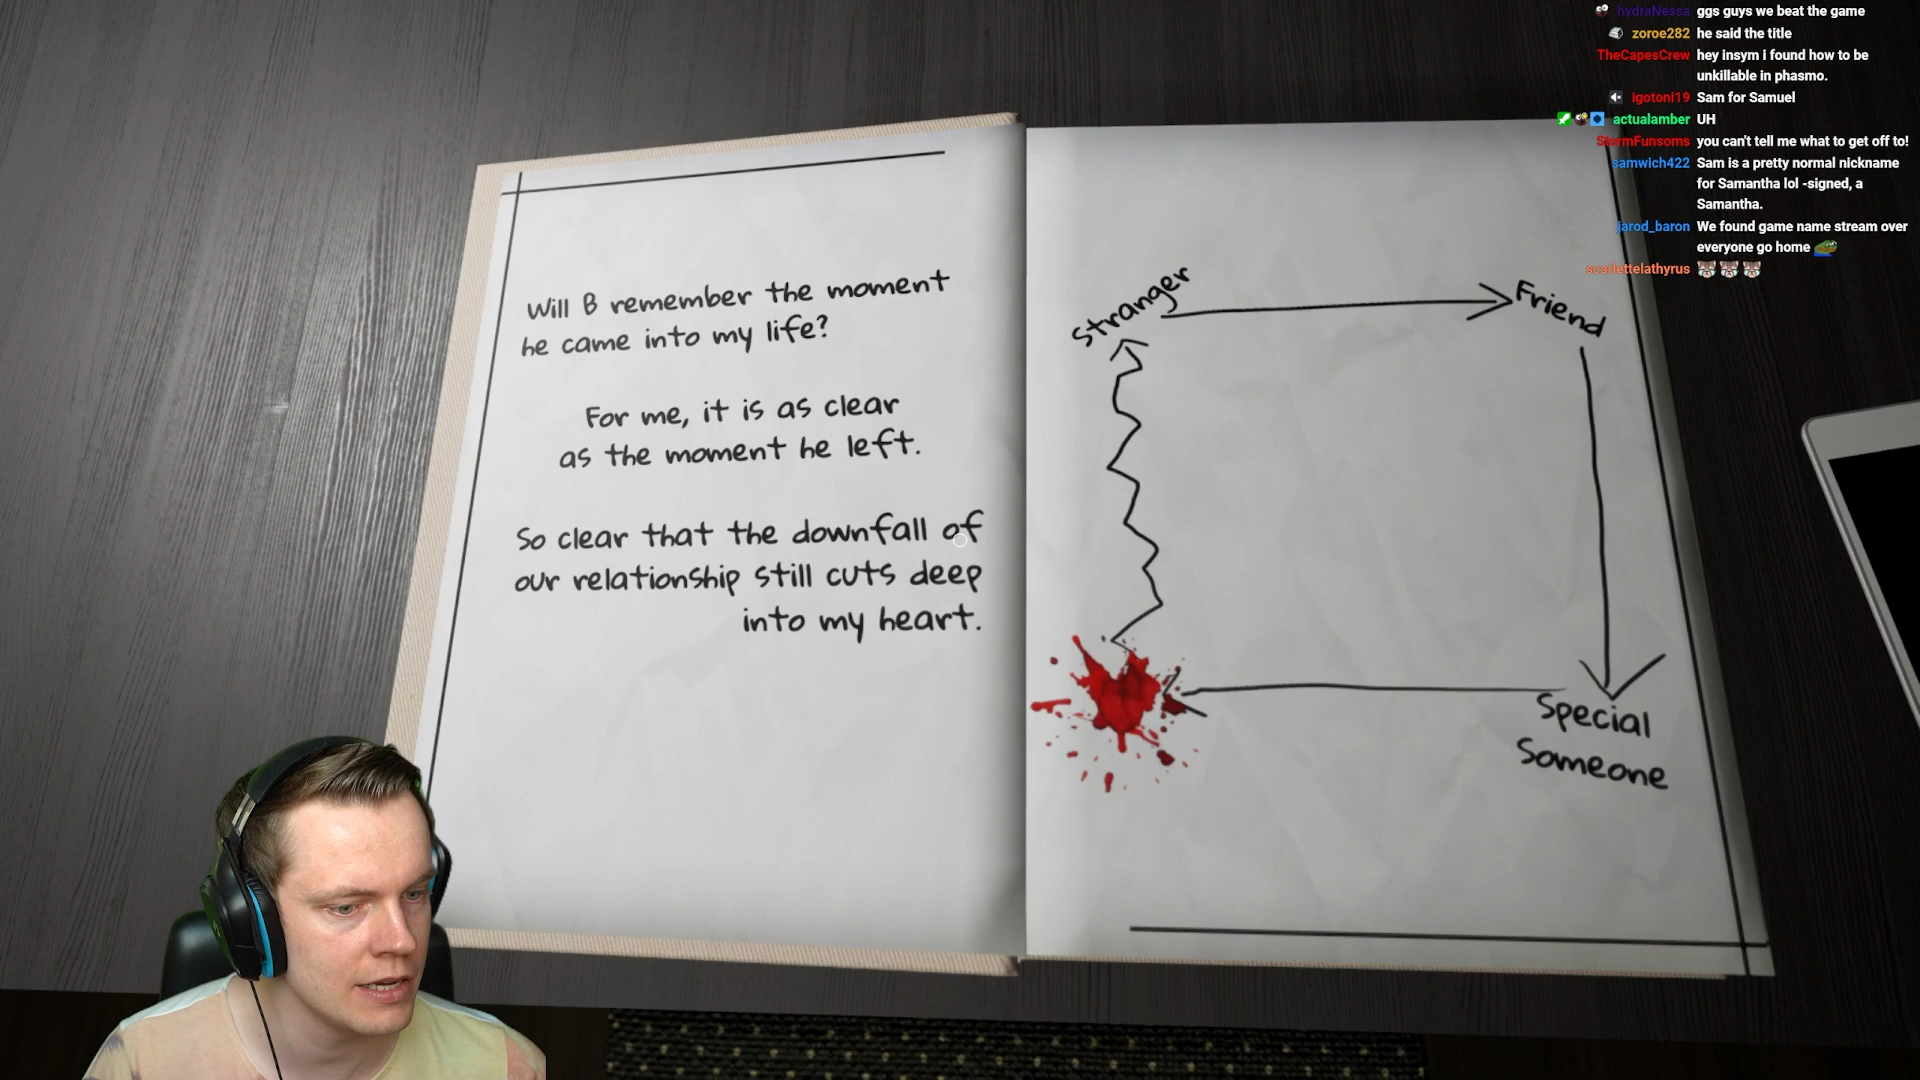 Will B remember the moment
he came into my life?
For me, it is as clear
as the moment he left.
So clear that the downfall of
our relationship still cuts deep
into my heart.
Stranger
Friend
Special
Someone
hydraNessa ggs guys we beat the game
zoroe282 he said the title
TheCapesCrew hey insym i found how to be
unkillable in phasmo.
igotoni19 Sam for Samuel
actualamber UH
StormFunsoms you can't tell me what to get off to!
samwich422 Sam is a pretty normal nickname
for Samantha lol -signed, a
Samantha.
jarod_baron We found game name stream over
everyone go home
scarlettelathyrus